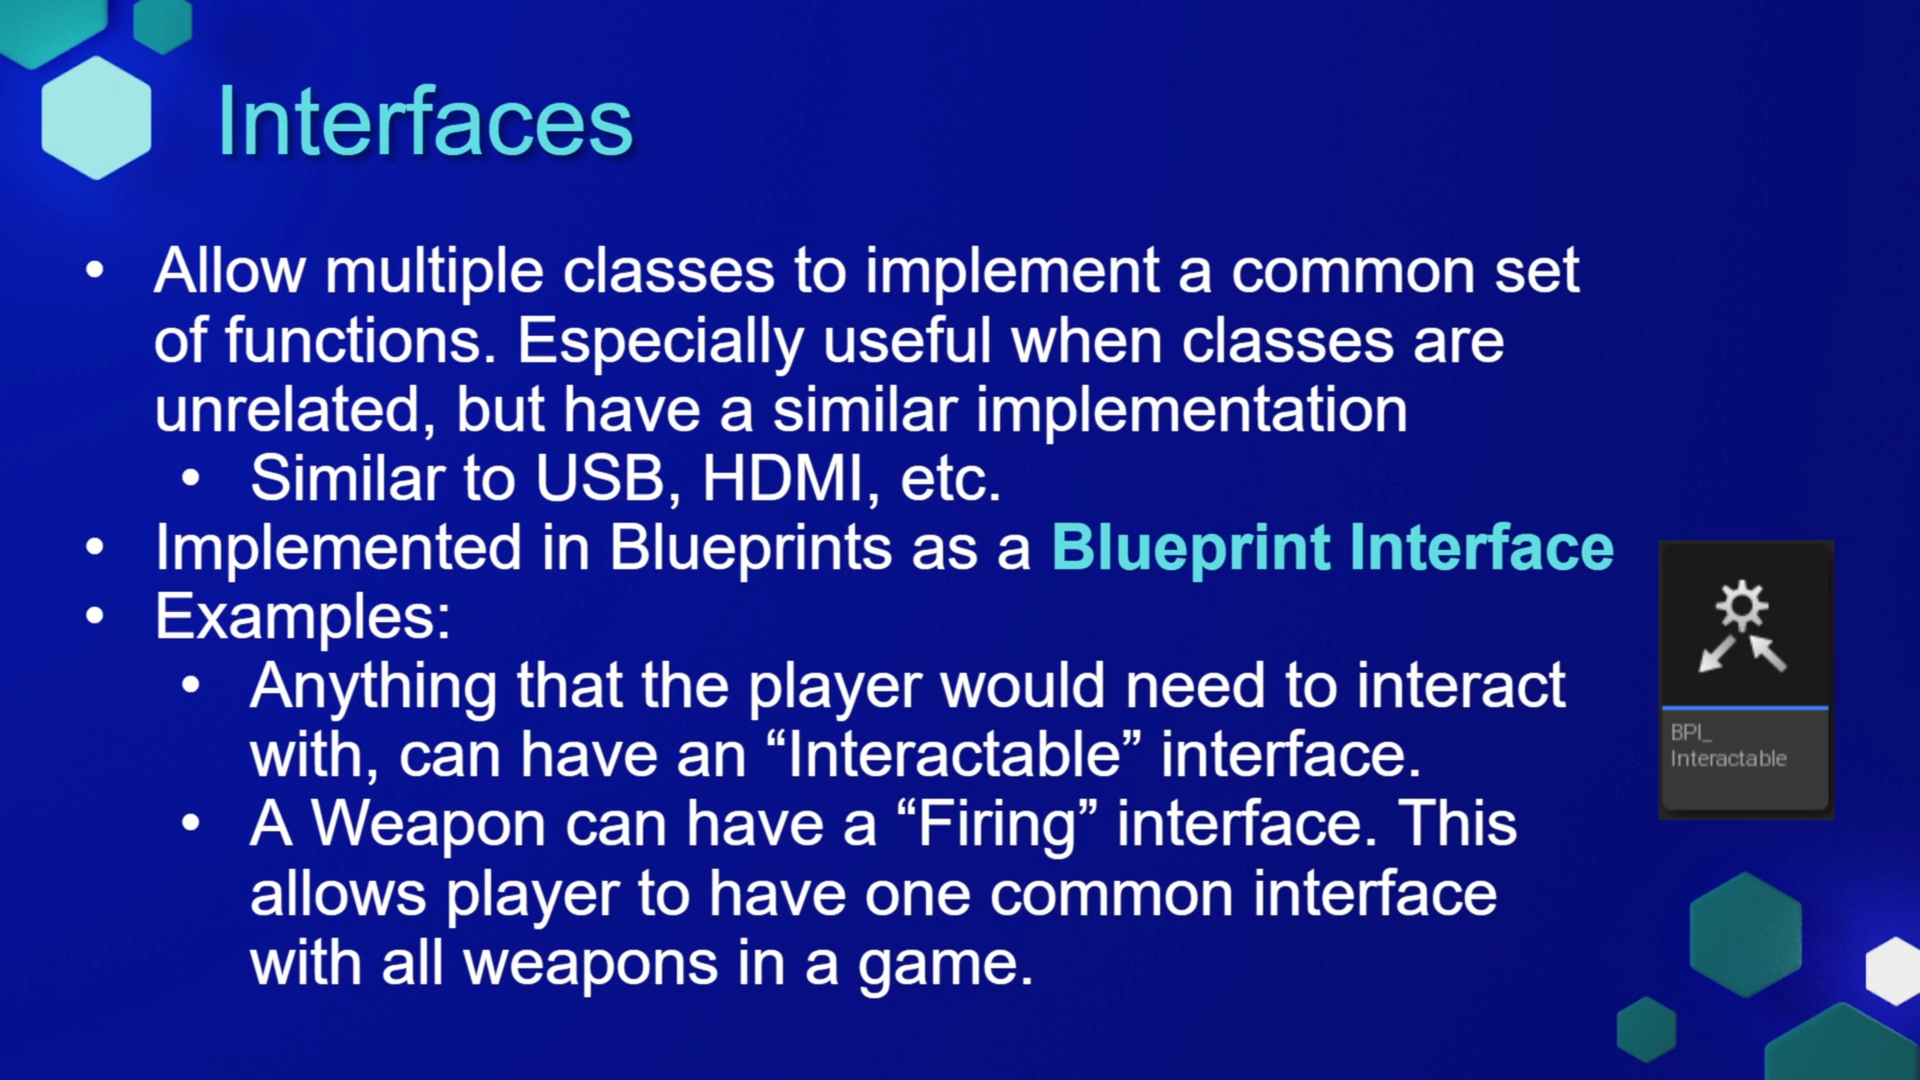 Interfaces
• Allow multiple classes to implement a common set
of functions. Especially useful when classes are
unrelated, but have a similar implementation
• Similar to USB, HDMI, etc.
• Implemented in Blueprints as a Blueprint Interface
• Examples:
• Anything that the player would need to interact
with, can have an “Interactable” interface.
• A Weapon can have a “Firing” interface. This
allows player to have one common interface
with all weapons in a game.
BPI_
Interactable